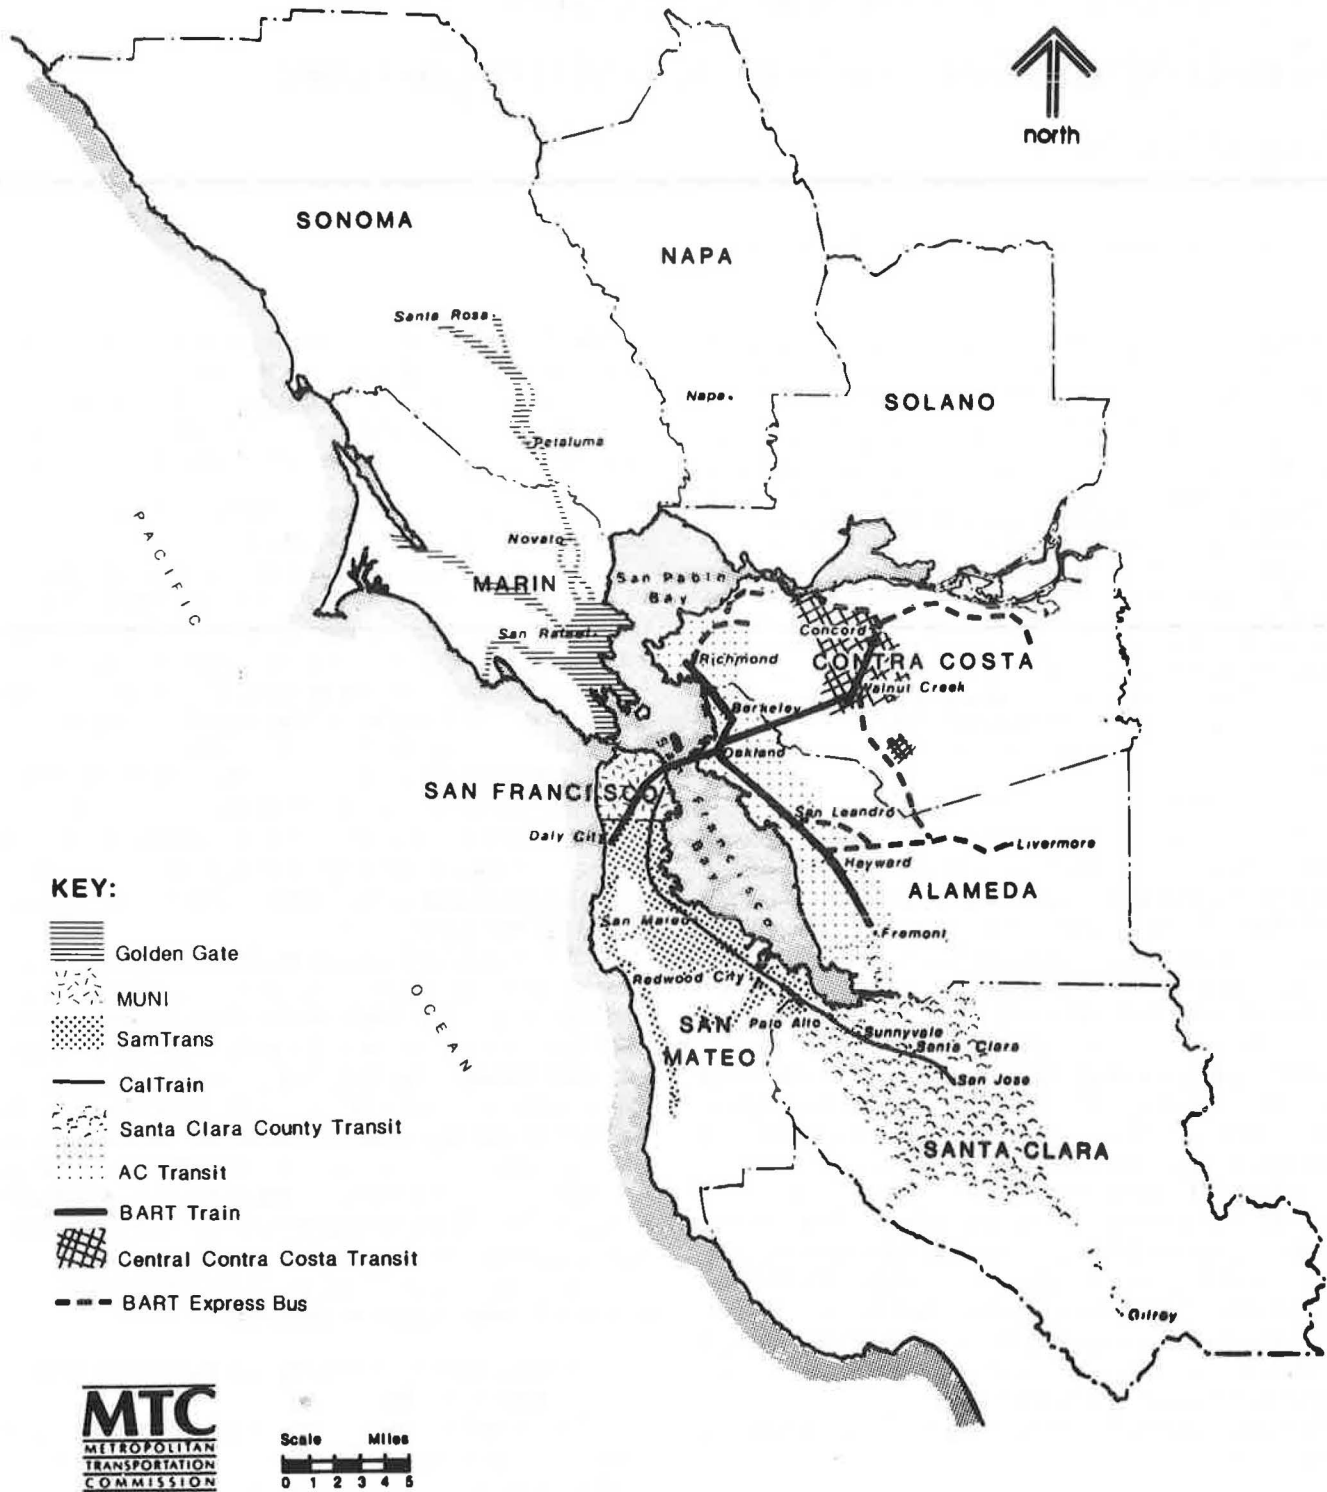 north
SONOMA
NAPA
SOLANO
Santa Rosa
Napa
Petaluma
PACIFIC
Novato
MARIN
San Pablo
Bay
San Rafael
Concord
Richmond
CONTRA COSTA
Walnut Creek
Berkeley
Oakland
SAN FRANCISCO
San Leandro
Daly City
Livermore
Hayward
ALAMEDA
Francisco
Bay
San Mateo
Fremont
Redwood City
OCEAN
SAN
MATEO
Palo Alto
Sunnyvale
Santa Clara
San Jose
SANTA CLARA
Gilroy
KEY:
Golden Gate
MUNI
SamTrans
CalTrain
Santa Clara County Transit
AC Transit
BART Train
Central Contra Costa Transit
BART Express Bus
MTC
METROPOLITAN
TRANSPORTATION
COMMISSION
Scale Miles
0 1 2 3 4 5